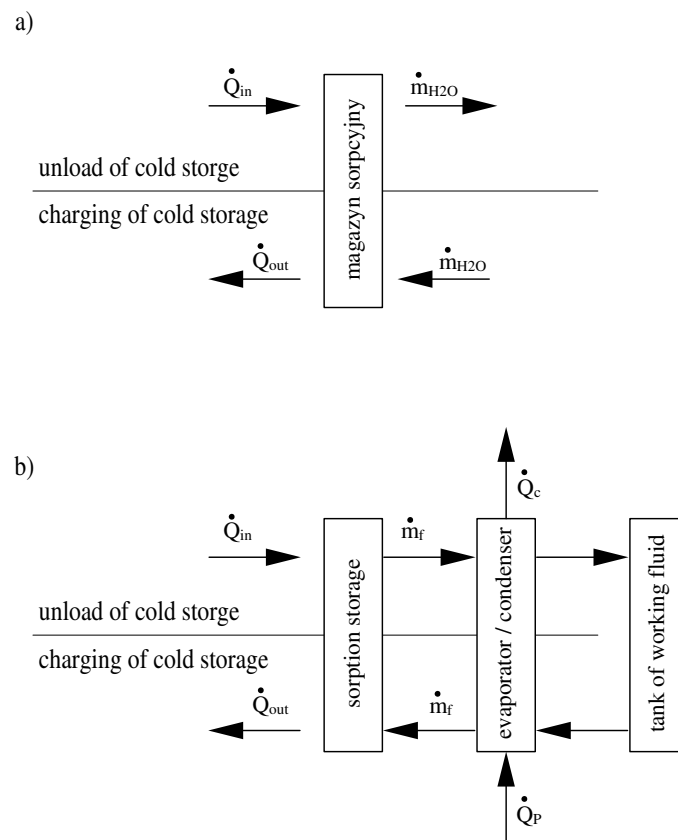 a)
Q̇in
ṁH2O
magazyn sorpcyjny
unload of cold storge
charging of cold storage
Q̇out
ṁH2O
b)
Q̇c
Q̇in
ṁf
sorption storage
evaporator / condenser
tank of working fluid
unload of cold storge
charging of cold storage
Q̇out
ṁf
Q̇P